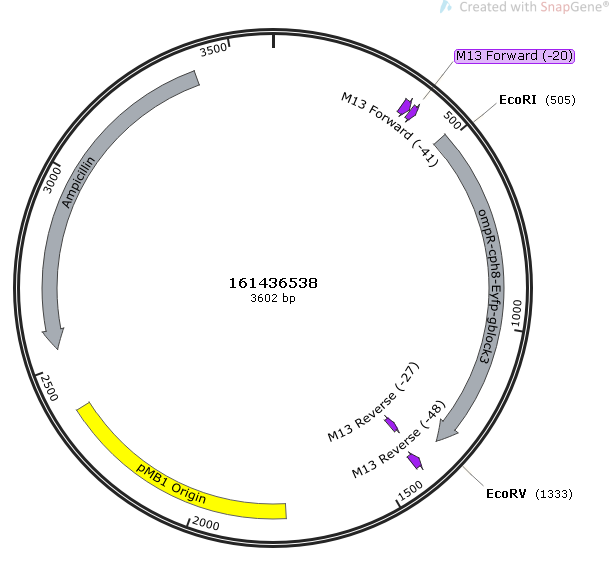 Created with SnapGene®
3500
M13 Forward (-20)
M13 Forward (-41)
500
EcoRI (505)
3000
Ampicillin
ompR-cph8-Eyfp-gblock3
161436538
3602 bp
1000
2500
M13 Reverse (-27)
M13 Reverse (-48)
pMB1 Origin
1500
EcoRV (1333)
2000